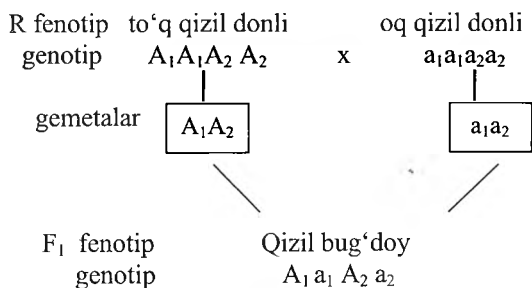 R fenotip to‘q qizil donli oq qizil donli
genotip A₁A₁A₂ A₂ x a₁a₁a₂a₂
gemetalar A₁A₂ a₁a₂
F₁ fenotip Qizil bug‘doy
genotip A₁ a₁ A₂ a₂